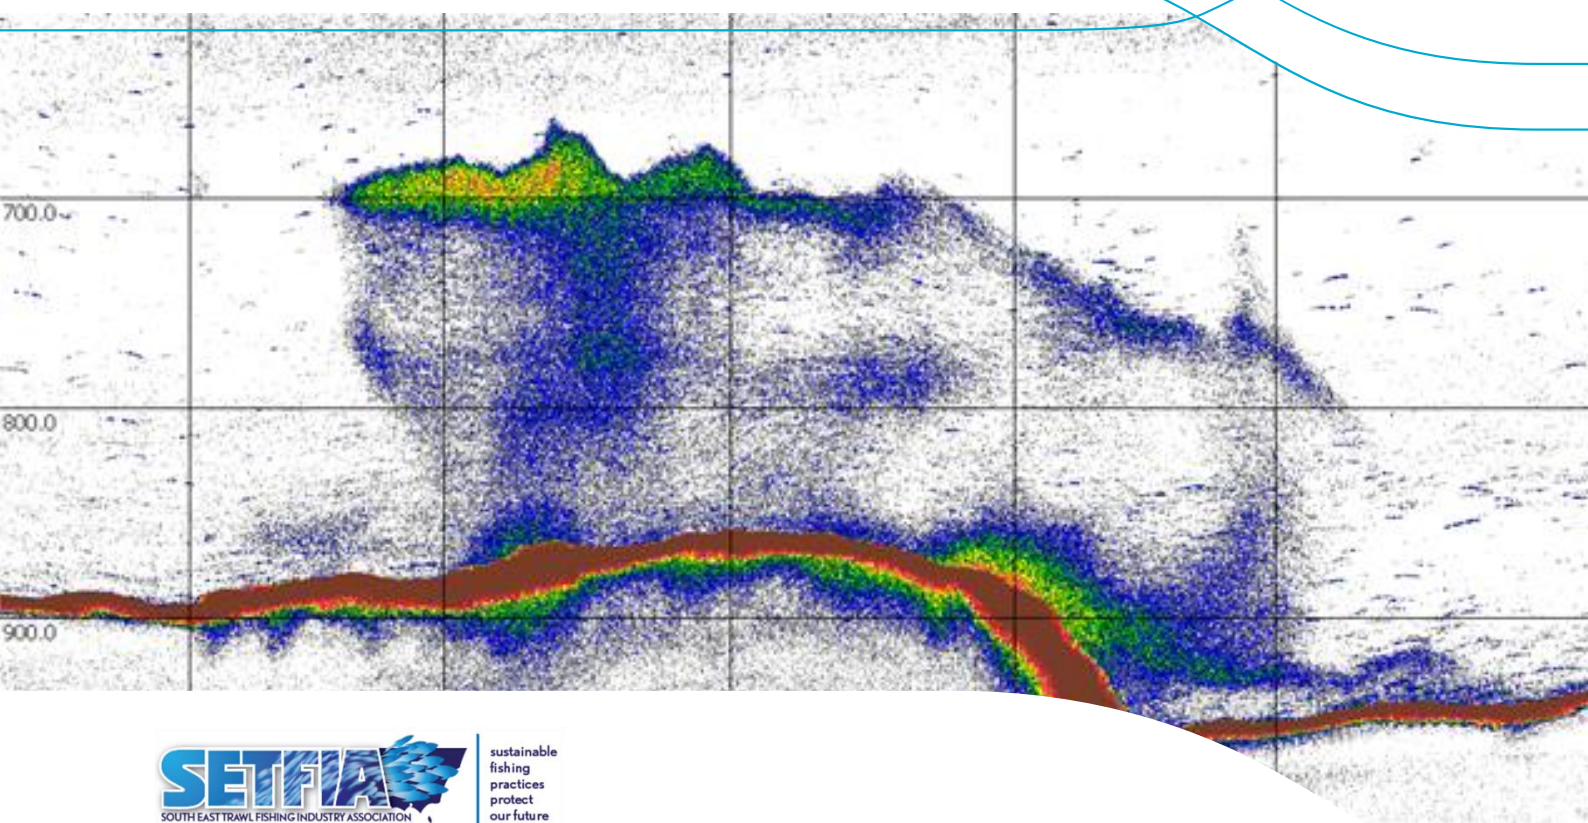 700.0
800.0
900.0
SETFIA
SOUTH EAST TRAWL FISHING INDUSTRY ASSOCIATION
sustainable
fishing
practices
protect
our future